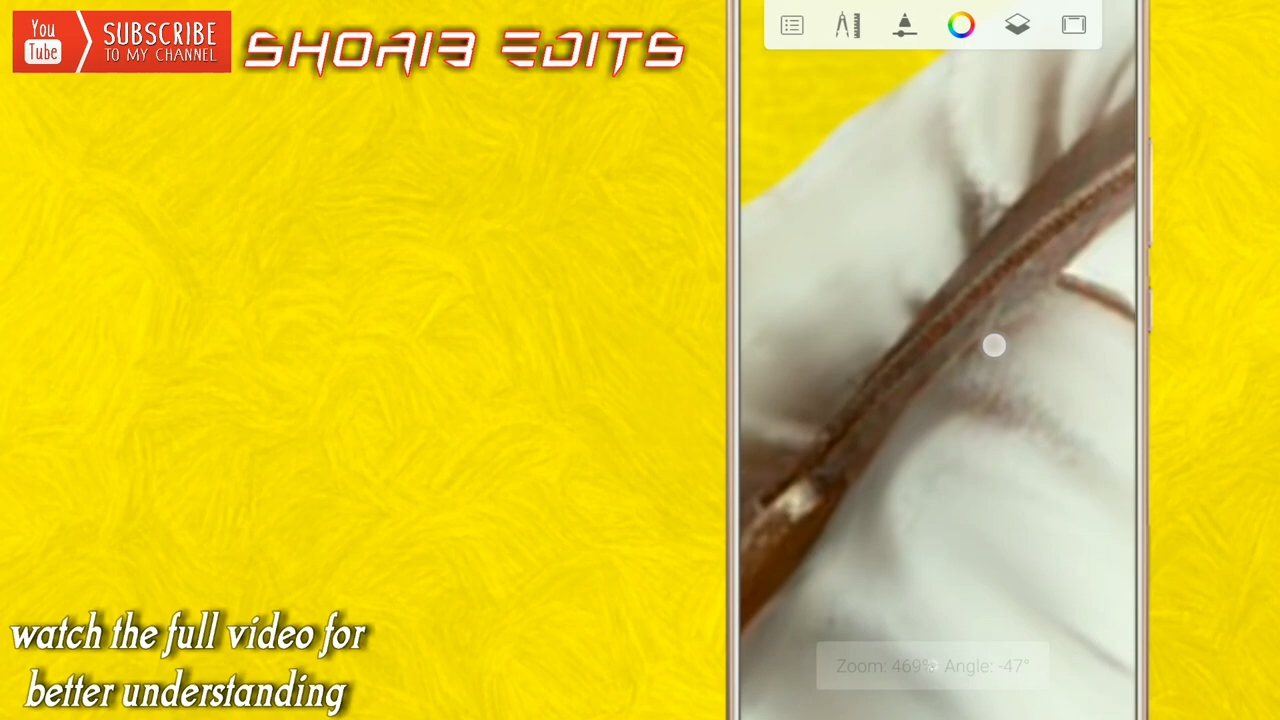 You
Tube
SUBSCRIBE
TO MY CHANNEL
SHOAIB EDITS
Zoom: 469% Angle: -47°
watch the full video for
better understanding